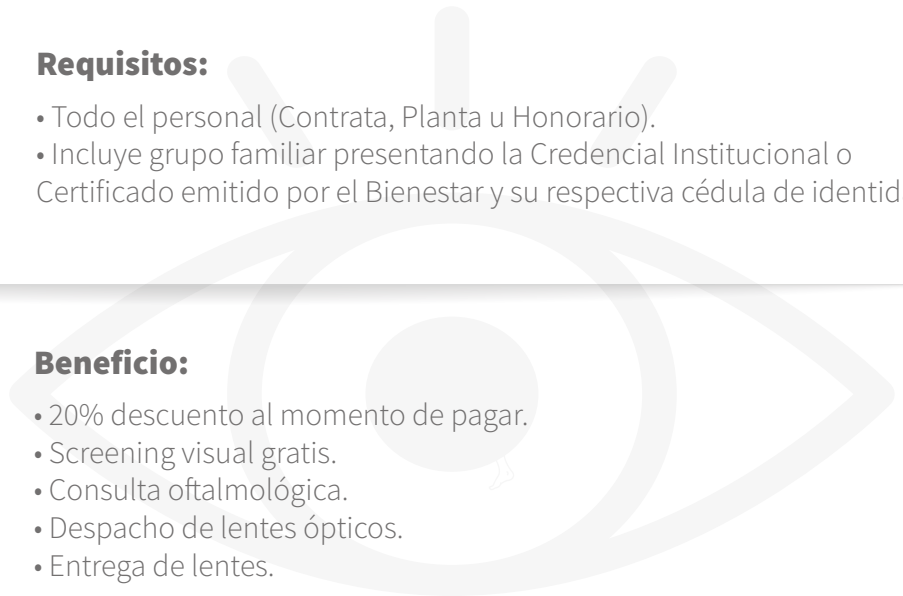 Requisitos:
• Todo el personal (Contrata, Planta u Honorario).
• Incluye grupo familiar presentando la Credencial Institucional o
Certificado emitido por el Bienestar y su respectiva cédula de identid
Beneficio:
• 20% descuento al momento de pagar.
• Screening visual gratis.
• Consulta oftalmológica.
• Despacho de lentes ópticos.
• Entrega de lentes.